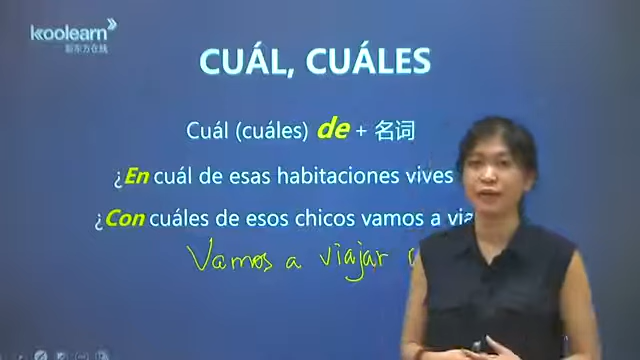 koolearn
新东方在线
CUÁL, CUÁLES
Cuál (cuáles) de + 名词
¿En cuál de esas habitaciones vives
¿Con cuáles de esos chicos vamos a
Vamos a viajar